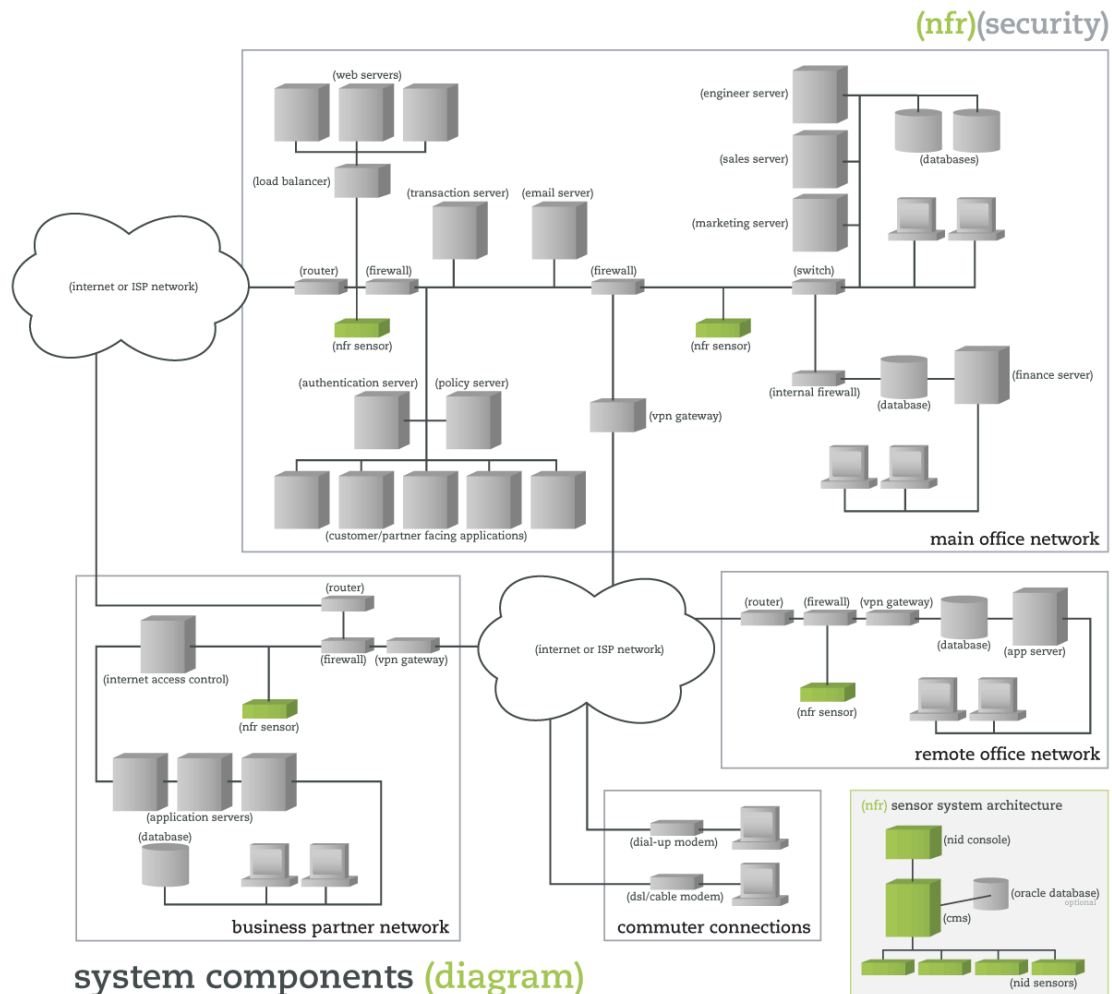 (nfr)(security)
(web servers)
(engineer server)
(sales server)
(databases)
(load balancer)
(transaction server)
(email server)
(marketing server)
(internet or ISP network)
(router)
(firewall)
(firewall)
(switch)
(nfr sensor)
(nfr sensor)
(internal firewall)
(database)
(finance server)
(authentication server)
(policy server)
(vpn gateway)
(customer/partner facing applications)
main office network
(router)
(internet access control)
(firewall)
(vpn gateway)
(nfr sensor)
(application servers)
(database)
business partner network
(internet or ISP network)
(router)
(firewall)
(vpn gateway)
(database)
(app server)
(nfr sensor)
remote office network
(dial-up modem)
(dsl/cable modem)
commuter connections
(nfr) sensor system architecture
(nid console)
(oracle database)
optional
(cms)
(nid sensors)
system components (diagram)